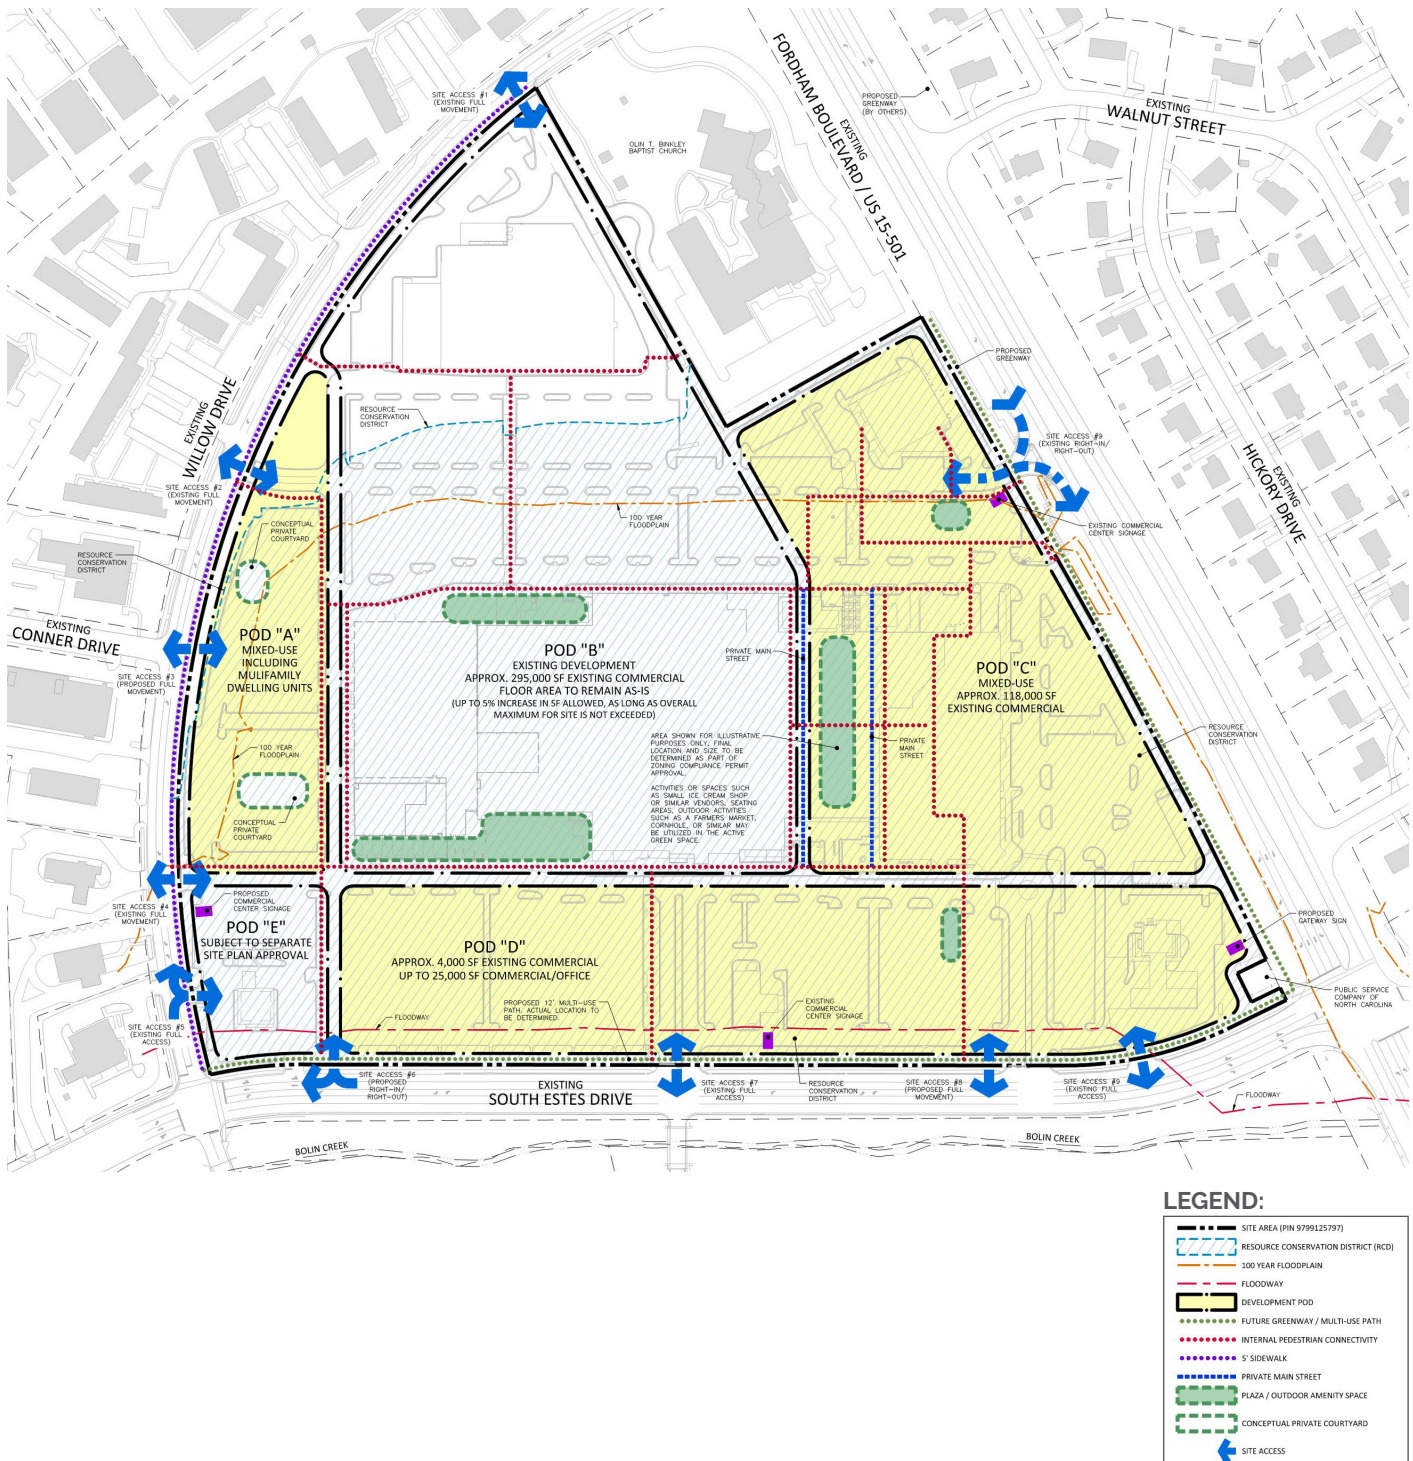 SITE ACCESS #1
(EXISTING FULL
MOVEMENT)
OLIN T. BINKLEY
BAPTIST CHURCH
EXISTING
FORDHAM BOULEVARD / US 15-501
PROPOSED
GREENWAY
(BY OTHERS)
EXISTING
WALNUT STREET
PROPOSED
GREENWAY
SITE ACCESS #9
(EXISTING RIGHT-IN/
RIGHT-OUT)
EXISTING
HICKORY DRIVE
EXISTING COMMERCIAL
CENTER SIGNAGE
EXISTING
WILLOW DRIVE
RESOURCE
CONSERVATION
DISTRICT
SITE ACCESS #2
(EXISTING FULL
MOVEMENT)
100 YEAR
FLOODPLAIN
CONCEPTUAL
PRIVATE
COURTYARD
RESOURCE
CONSERVATION
DISTRICT
EXISTING
CONNER DRIVE
SITE ACCESS #3
(PROPOSED FULL
MOVEMENT)
POD "A"
MIXED-USE
INCLUDING
MULIFAMILY
DWELLING UNITS
100 YEAR
FLOODPLAIN
CONCEPTUAL
PRIVATE
COURTYARD
POD "B"
EXISTING DEVELOPMENT
APPROX. 295,000 SF EXISTING COMMERCIAL
FLOOR AREA TO REMAIN AS-IS
(UP TO 5% INCREASE IN SF ALLOWED, AS LONG AS OVERALL
MAXIMUM FOR SITE IS NOT EXCEEDED)
PRIVATE MAIN
STREET
AREA SHOWN FOR ILLUSTRATIVE
PURPOSES ONLY, FINAL
LOCATION AND SIZE TO BE
DETERMINED AS PART OF
ZONING COMPLIANCE PERMIT
APPROVAL.
ACTIVITIES OR SPACES SUCH
AS SMALL ICE CREAM SHOP
OR SIMILAR VENDORS, SEATING
AREAS, OUTDOOR ACTIVITIES
SUCH AS A FARMERS MARKET,
CORNHOLE, OR SIMILAR MAY
BE UTILIZED IN THE ACTIVE
GREEN SPACE.
PRIVATE
MAIN
STREET
POD "C"
MIXED-USE
APPROX. 118,000 SF
EXISTING COMMERCIAL
RESOURCE
CONSERVATION
DISTRICT
SITE ACCESS #4
(EXISTING FULL
MOVEMENT)
PROPOSED
COMMERCIAL
CENTER SIGNAGE
POD "E"
SUBJECT TO SEPARATE
SITE PLAN APPROVAL
POD "D"
APPROX. 4,000 SF EXISTING COMMERCIAL
UP TO 25,000 SF COMMERCIAL/OFFICE
PROPOSED
GATEWAY SIGN
PUBLIC SERVICE
COMPANY OF
NORTH CAROLINA
SITE ACCESS #5
(EXISTING FULL
ACCESS)
FLOODWAY
PROPOSED 12' MULTI-USE
PATH. ACTUAL LOCATION TO
BE DETERMINED.
EXISTING
COMMERCIAL
CENTER SIGNAGE
SITE ACCESS #6
(PROPOSED
RIGHT-IN/
RIGHT-OUT)
EXISTING
SOUTH ESTES DRIVE
SITE ACCESS #7
(EXISTING FULL
ACCESS)
RESOURCE
CONSERVATION
DISTRICT
SITE ACCESS #8
(PROPOSED FULL
MOVEMENT)
SITE ACCESS #9
(EXISTING FULL
ACCESS)
FLOODWAY
BOLIN CREEK
BOLIN CREEK
LEGEND:
SITE AREA (PIN 9799125797)
RESOURCE CONSERVATION DISTRICT (RCD)
100 YEAR FLOODPLAIN
FLOODWAY
DEVELOPMENT POD
FUTURE GREENWAY / MULTI-USE PATH
INTERNAL PEDESTRIAN CONNECTIVITY
5' SIDEWALK
PRIVATE MAIN STREET
PLAZA / OUTDOOR AMENITY SPACE
CONCEPTUAL PRIVATE COURTYARD
SITE ACCESS